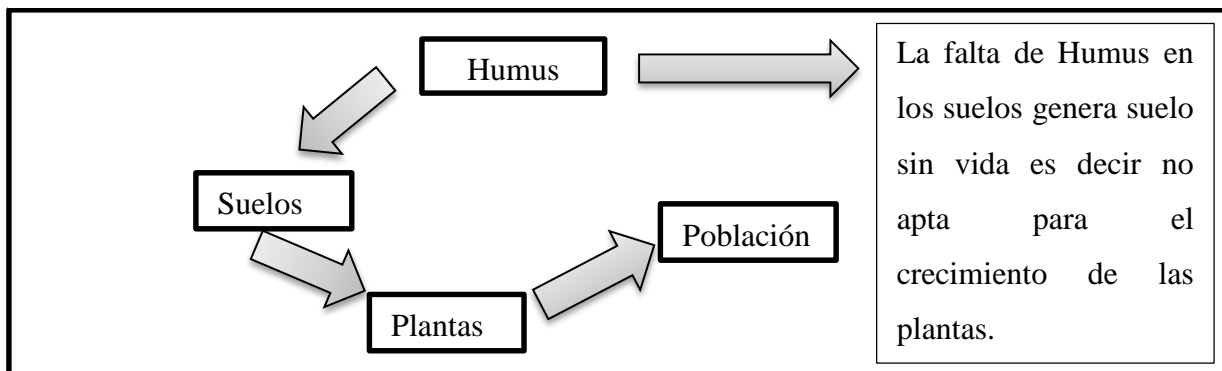 Humus
Suelos
Plantas
Población
La falta de Humus en
los suelos genera suelo
sin vida es decir no
apta para el
crecimiento de las
plantas.